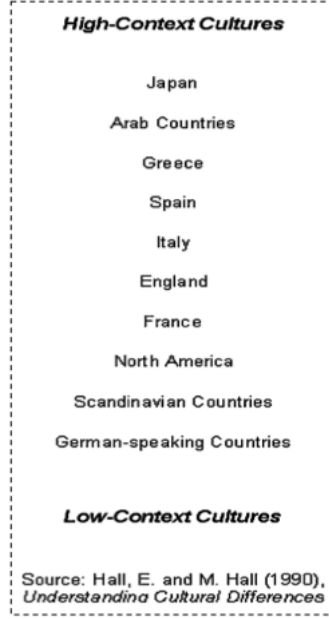 High-Context Cultures
Japan
Arab Countries
Greece
Spain
Italy
England
France
North America
Scandinavian Countries
German-speaking Countries
Low-Context Cultures
Source: Hall, E. and M. Hall (1990),
Understanding Cultural Differences